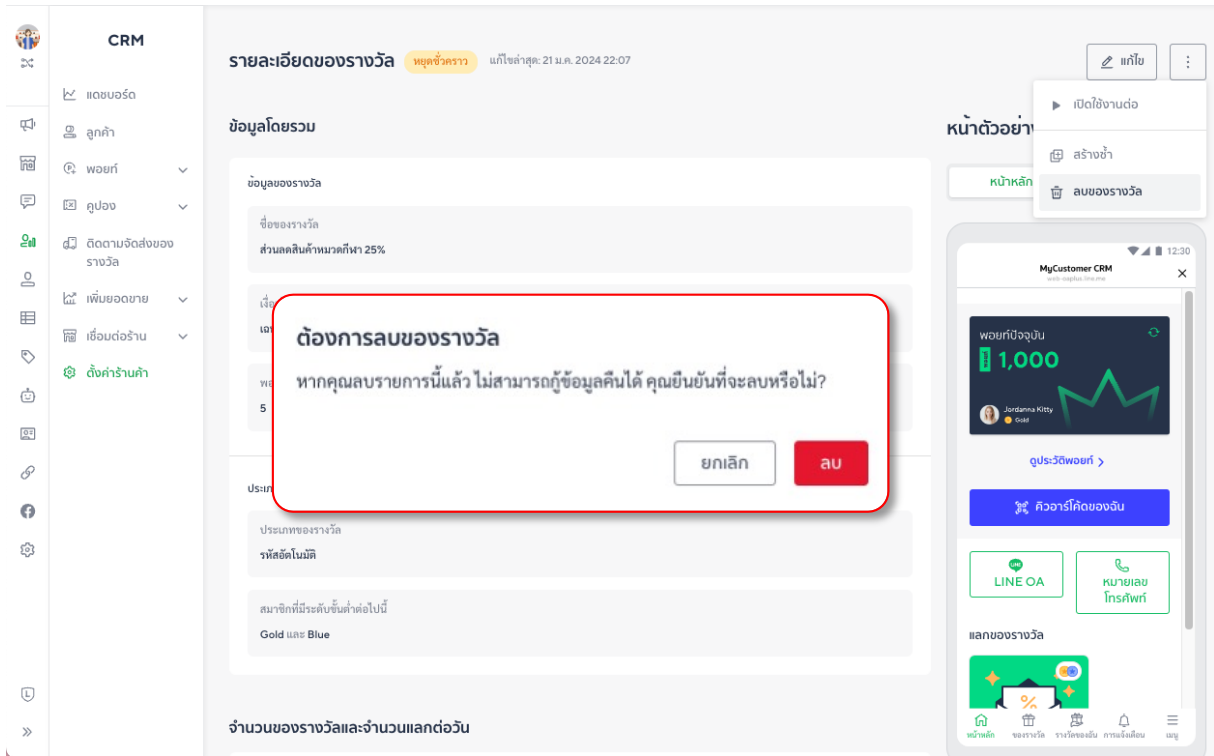 CRM
แดชบอร์ด
ลูกค้า
พอยท์
คูปอง
ติดตามจัดส่งของ
รางวัล
เพิ่มยอดขาย
เชื่อมต่อร้าน
ตั้งค่าร้านค้า
รายละเอียดของรางวัล หยุดชั่วคราว แก้ไขล่าสุด: 21 ม.ค. 2024 22:07
แก้ไข
เปิดใช้งานต่อ
สร้างซ้ำ
ลบของรางวัล
ข้อมูลโดยรวม
ข้อมูลของรางวัล
ชื่อของรางวัล
ส่วนลดสินค้าหมวดกีฬา 25%
5
ต้องการลบของรางวัล
หากคุณลบรายการนี้แล้ว ไม่สามารถกู้ข้อมูลคืนได้ คุณยืนยันที่จะลบหรือไม่?
ยกเลิก ลบ
ประเภทของรางวัล
รหัสอัตโนมัติ
สมาชิกที่มีระดับชั้นต่ำต่อไปนี้
Gold และ Blue
จำนวนของรางวัลและจำนวนแลกต่อวัน
หน้าตัวอย่าง
หน้าหลัก
12:30
MyCustomer CRM
พอยท์ปัจจุบัน
1,000
Jordanna Kitty
Gold
ดูประวัติพอยท์
คิวอาร์โค้ดของฉัน
LINE OA
หมายเลข
โทรศัพท์
แลกของรางวัล
หน้าหลัก ของรางวัล รางวัลของฉัน การแจ้งเตือน เมนู